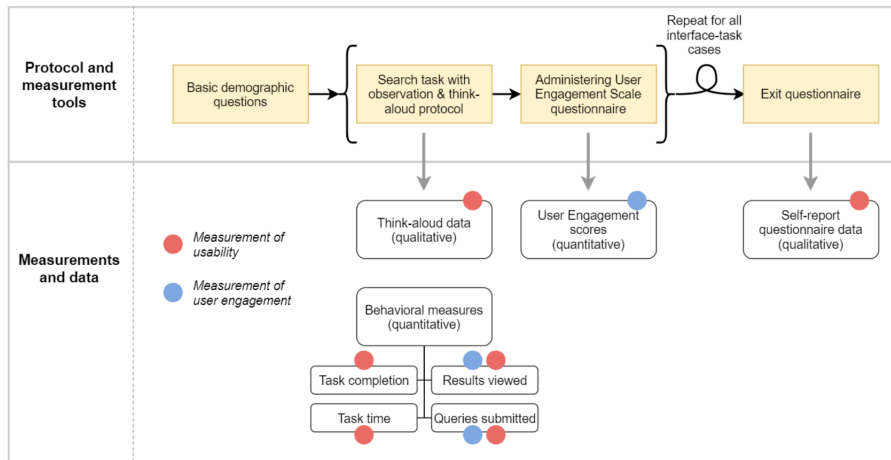 Protocol and
measurement
tools
Basic demographic
questions
Search task with
observation & think-
aloud protocol
Administering User
Engagement Scale
questionnaire
Repeat for all
interface-task
cases
Exit questionnaire
Measurements
and data
Measurement of
usability
Measurement of
user engagement
Think-aloud data
(qualitative)
User Engagement
scores
(quantitative)
Self-report
questionnaire data
(qualitative)
Behavioral measures
(quantitative)
Task completion
Results viewed
Task time
Queries submitted